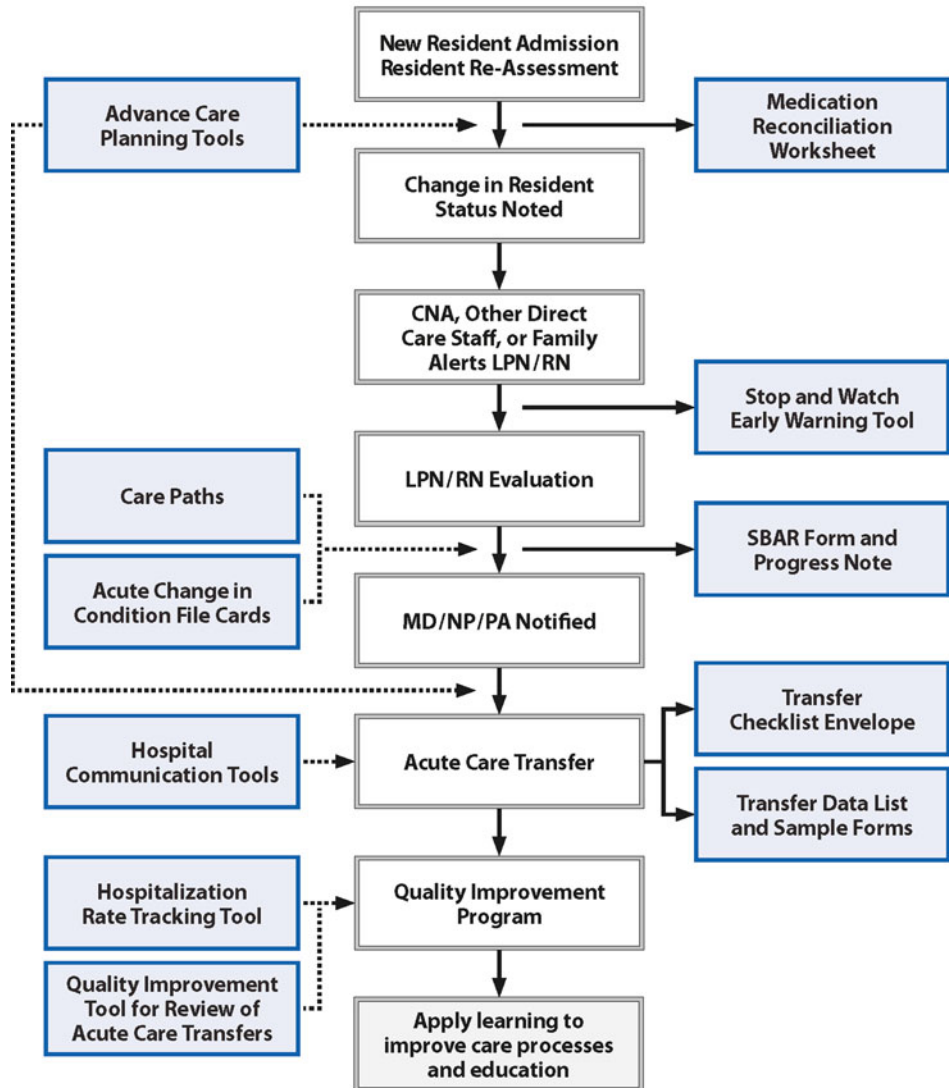 New Resident Admission
Resident Re-Assessment
Advance Care
Planning Tools
Medication
Reconciliation
Worksheet
Change in Resident
Status Noted
CNA, Other Direct
Care Staff, or Family
Alerts LPN/RN
Stop and Watch
Early Warning Tool
LPN/RN Evaluation
Care Paths
SBAR Form and
Progress Note
Acute Change in
Condition File Cards
MD/NP/PA Notified
Transfer
Checklist Envelope
Hospital
Communication Tools
Acute Care Transfer
Transfer Data List
and Sample Forms
Hospitalization
Rate Tracking Tool
Quality Improvement
Program
Quality Improvement
Tool for Review of
Acute Care Transfers
Apply learning to
improve care processes
and education